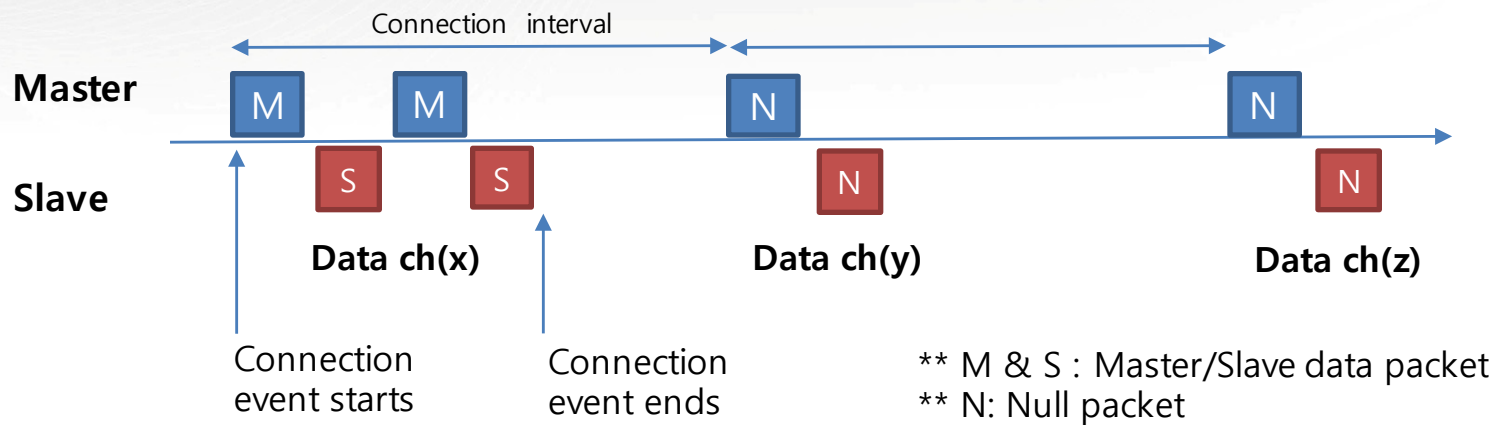 Connection interval
Master
M M N N
S S N N
Slave
Data ch(x) Data ch(y) Data ch(z)
Connection
event starts
Connection
event ends
** M & S : Master/Slave data packet
** N: Null packet